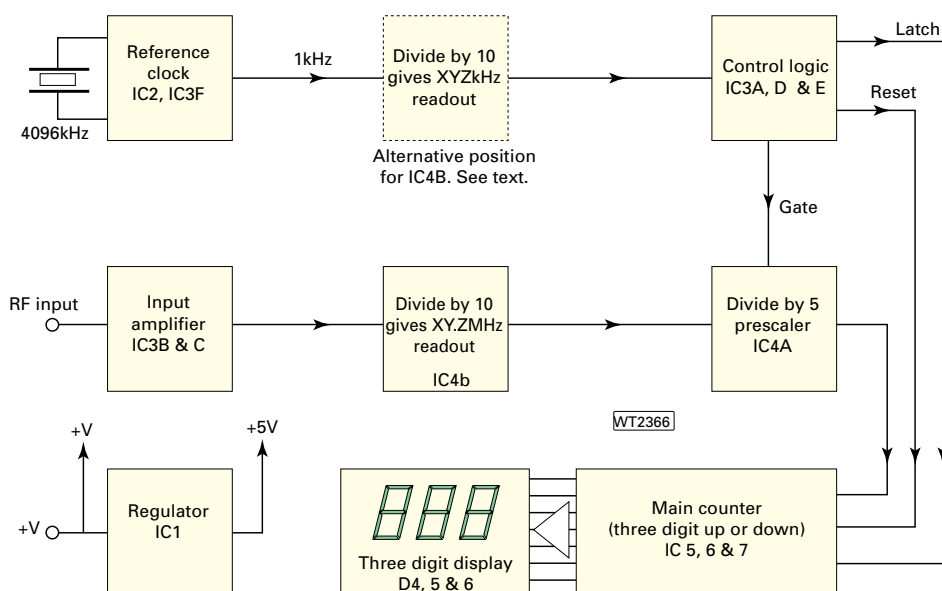 Reference
clock
IC2, IC3F
4096kHz
1kHz
Divide by 10
gives XYZkHz
readout
Alternative position
for IC4B. See text.
Control logic
IC3A, D & E
Latch
Reset
Gate
RF input
Input
amplifier
IC3B & C
Divide by 10
gives XY.ZMHz
readout
IC4b
Divide by 5
prescaler
IC4A
WT2366
+V
+5V
+V
Regulator
IC1
Three digit display
D4, 5 & 6
Main counter
(three digit up or down)
IC 5, 6 & 7